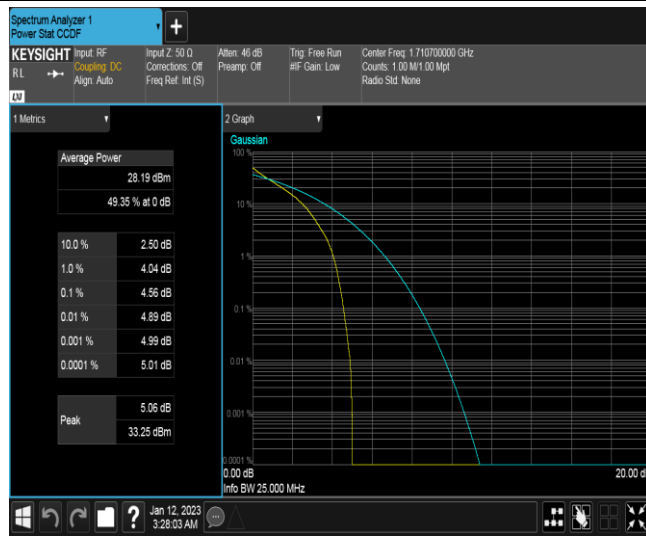 Spectrum Analyzer 1
Power Stat CCDF
+
KEYSIGHT
RL
LXI
Input: RF
Coupling: DC
Align: Auto
Input Z: 50 Ω
Corrections: Off
Freq Ref: Int (S)
Atten: 46 dB
Preamp: Off
Trig: Free Run
#IF Gain: Low
Center Freq: 1.710700000 GHz
Counts: 1.00 M/1.00 Mpt
Radio Std: None
1 Metrics
Average Power
28.19 dBm
49.35 % at 0 dB
10.0 % 2.50 dB
1.0 % 4.04 dB
0.1 % 4.56 dB
0.01 % 4.89 dB
0.001 % 4.99 dB
0.0001 % 5.01 dB
Peak
5.06 dB
33.25 dBm
2 Graph
Gaussian
100 %
10 %
1 %
0.1 %
0.01 %
0.001 %
0.0001 %
0.00 dB
20.00 d
Info BW 25.000 MHz
?
Jan 12, 2023
3:28:03 AM